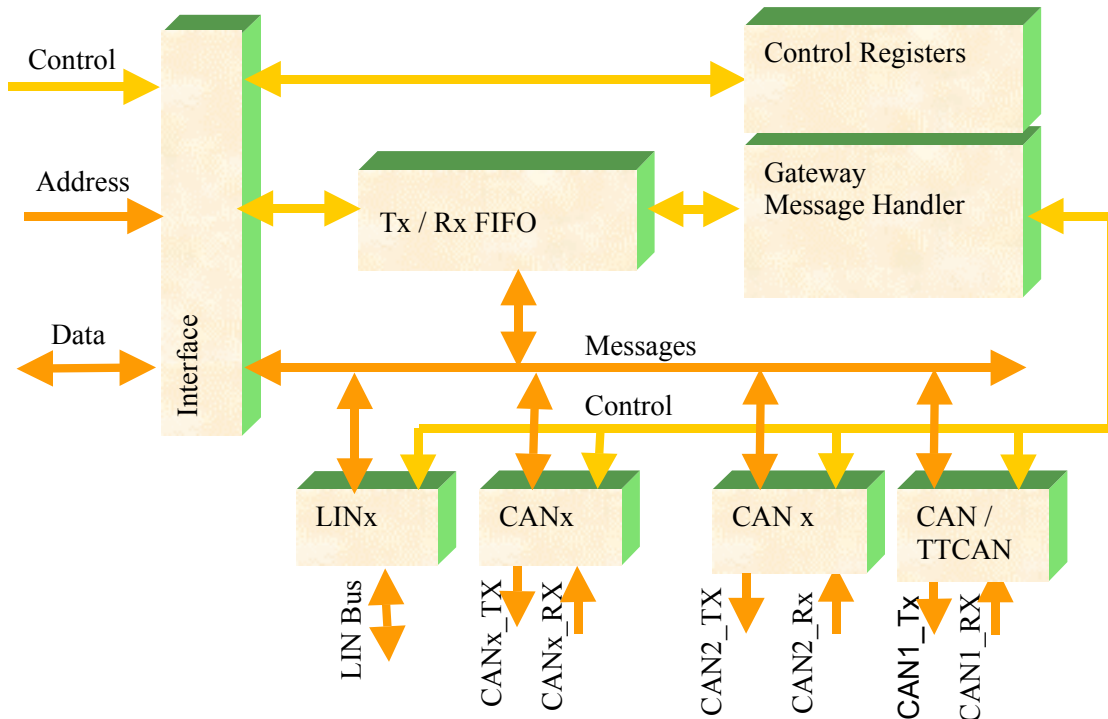 Control
Control Registers
Address
Gateway
Message Handler
Tx / Rx FIFO
Data
Interface
Messages
Control
LINx
CANx
CAN x
CAN /
TTCAN
LIN Bus
CANx_TX
CANx_RX
CAN2_TX
CAN2_Rx
CAN1_Tx
CAN1_RX